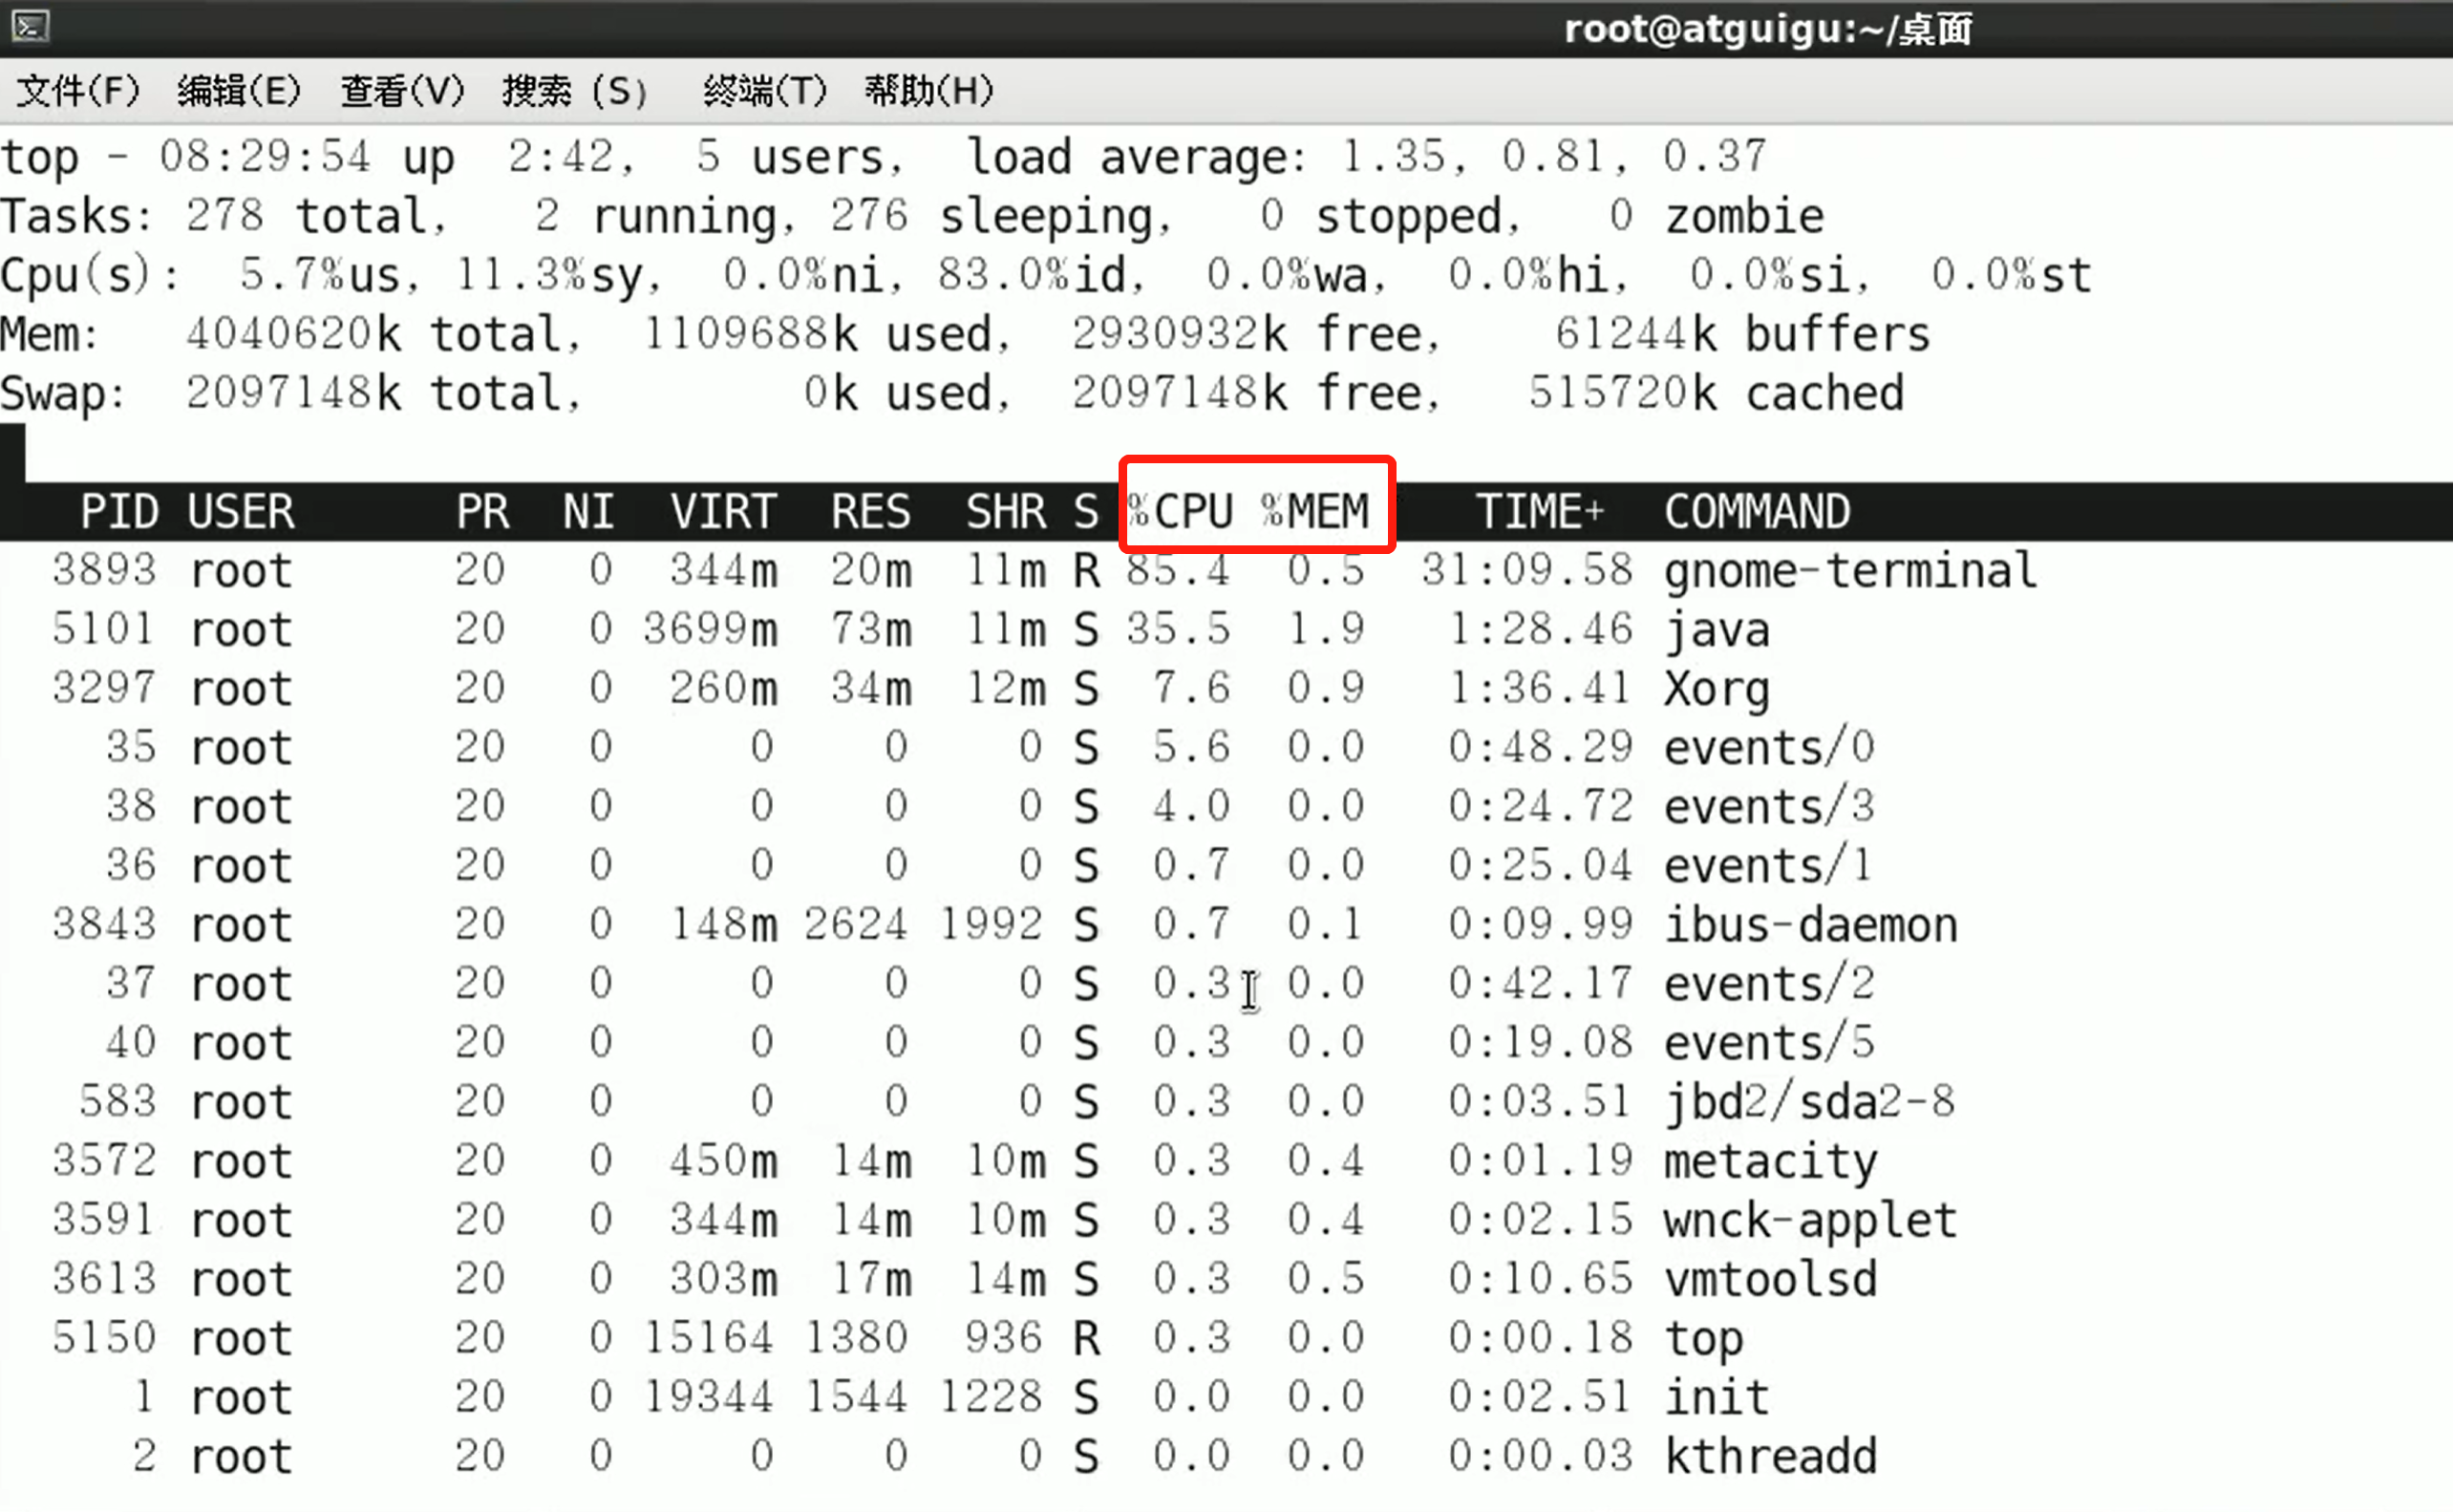 root@atguigu:~/桌面
文件(F) 编辑(E) 查看(V) 搜索 (S) 终端(T) 帮助(H)
top - 08:29:54 up 2:42, 5 users, load average: 1.35, 0.81, 0.37
Tasks: 278 total, 2 running, 276 sleeping, 0 stopped, 0 zombie
Cpu(s): 5.7%us, 11.3%sy, 0.0%ni, 83.0%id, 0.0%wa, 0.0%hi, 0.0%si, 0.0%st
Mem: 4040620k total, 1109688k used, 2930932k free, 61244k buffers
Swap: 2097148k total, 0k used, 2097148k free, 515720k cached
PID USER PR NI VIRT RES SHR S %CPU %MEM TIME+ COMMAND
3893 root 20 0 344m 20m 11m R 85.4 0.5 31:09.58 gnome-terminal
5101 root 20 0 3699m 73m 11m S 35.5 1.9 1:28.46 java
3297 root 20 0 260m 34m 12m S 7.6 0.9 1:36.41 Xorg
35 root 20 0 0 0 0 S 5.6 0.0 0:48.29 events/0
38 root 20 0 0 0 0 S 4.0 0.0 0:24.72 events/3
36 root 20 0 0 0 0 S 0.7 0.0 0:25.04 events/1
3843 root 20 0 148m 2624 1992 S 0.7 0.1 0:09.99 ibus-daemon
37 root 20 0 0 0 0 S 0.3 0.0 0:42.17 events/2
40 root 20 0 0 0 0 S 0.3 0.0 0:19.08 events/5
583 root 20 0 0 0 0 S 0.3 0.0 0:03.51 jbd2/sda2-8
3572 root 20 0 450m 14m 10m S 0.3 0.4 0:01.19 metacity
3591 root 20 0 344m 14m 10m S 0.3 0.4 0:02.15 wnck-applet
3613 root 20 0 303m 17m 14m S 0.3 0.5 0:10.65 vmtoolsd
5150 root 20 0 15164 1380 936 R 0.3 0.0 0:00.18 top
1 root 20 0 19344 1544 1228 S 0.0 0.0 0:02.51 init
2 root 20 0 0 0 0 S 0.0 0.0 0:00.03 kthreadd